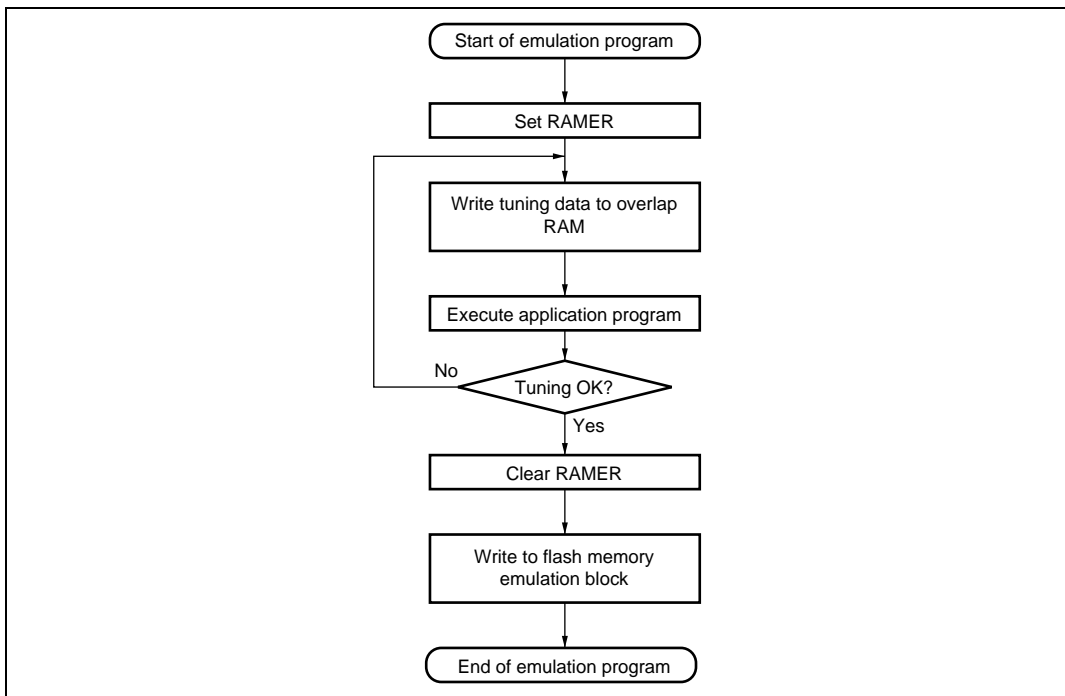 Start of emulation program
Set RAMER
Write tuning data to overlap
RAM
Execute application program
No
Tuning OK?
Yes
Clear RAMER
Write to flash memory
emulation block
End of emulation program